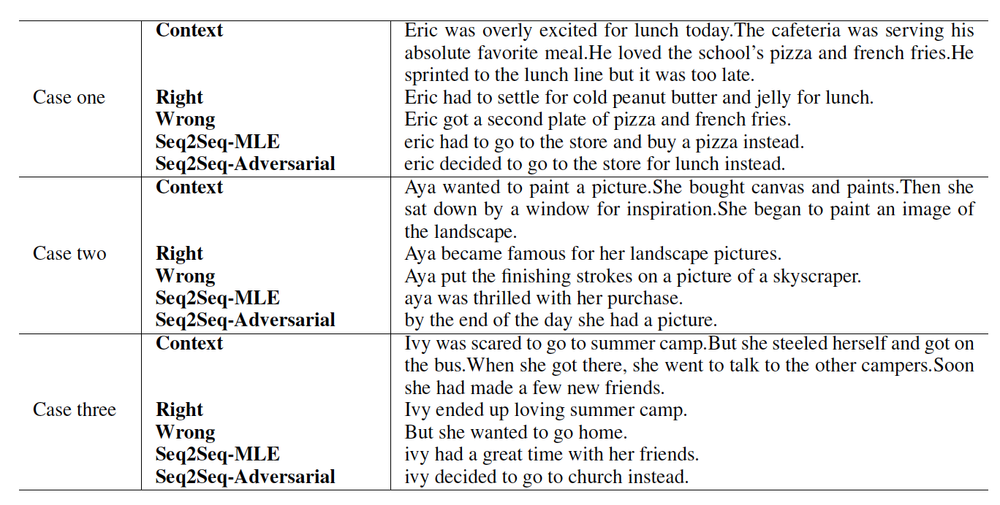 Context Eric was overly excited for lunch today.The cafeteria was serving his
absolute favorite meal.He loved the school's pizza and french fries.He
sprinted to the lunch line but it was too late.
Case one Right Eric had to settle for cold peanut butter and jelly for lunch.
Wrong Eric got a second plate of pizza and french fries.
Seq2Seq-MLE eric had to go to the store and buy a pizza instead.
Seq2Seq-Adversarial eric decided to go to the store for lunch instead.
Context Aya wanted to paint a picture.She bought canvas and paints.Then she
sat down by a window for inspiration.She began to paint an image of
the landscape.
Case two Right Aya became famous for her landscape pictures.
Wrong Aya put the finishing strokes on a picture of a skyscraper.
Seq2Seq-MLE aya was thrilled with her purchase.
Seq2Seq-Adversarial by the end of the day she had a picture.
Context Ivy was scared to go to summer camp.But she steeled herself and got on
the bus.When she got there, she went to talk to the other campers.Soon
she had made a few new friends.
Case three Right Ivy ended up loving summer camp.
Wrong But she wanted to go home.
Seq2Seq-MLE ivy had a great time with her friends.
Seq2Seq-Adversarial ivy decided to go to church instead.